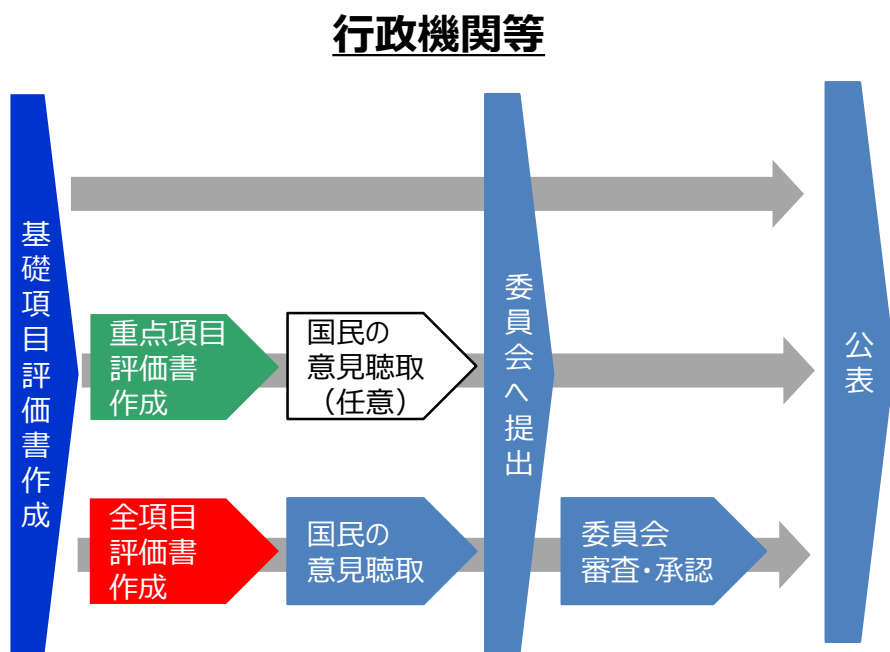 行政機関等
基礎項目評価書作成
重点項目
評価書
作成
国民の
意見聴取
（任意）
全項目
評価書
作成
国民の
意見聴取
委員会へ提出
委員会
審査・承認
公表